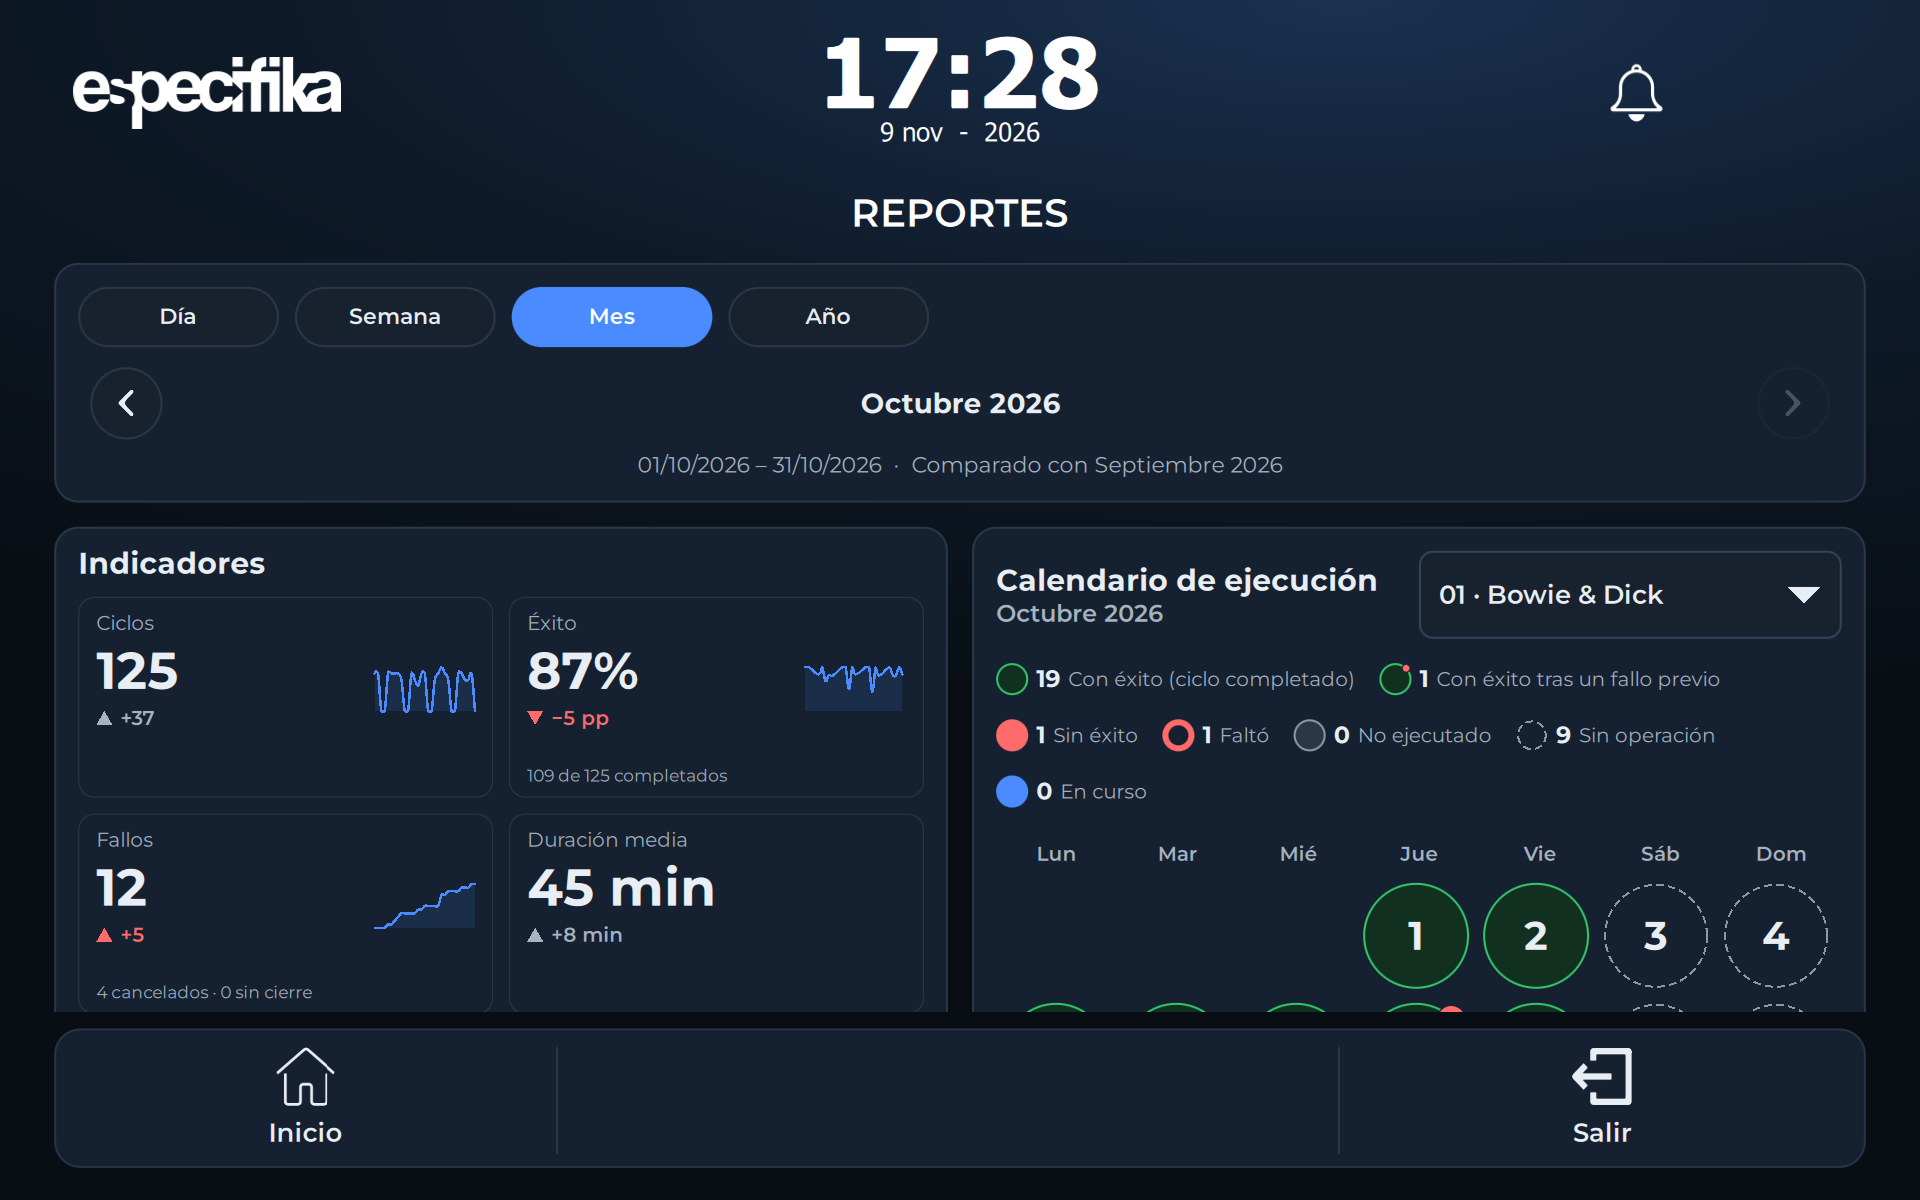 especifika
17:28
9 nov - 2026
REPORTES
Día
Semana
Mes
Año
Octubre 2026
01/10/2026 – 31/10/2026 · Comparado con Septiembre 2026
Indicadores
Ciclos
125
▲ +37
Éxito
87%
▼ −5 pp
109 de 125 completados
Fallos
12
▲ +5
4 cancelados · 0 sin cierre
Duración media
45 min
▲ +8 min
Calendario de ejecución
Octubre 2026
01 · Bowie & Dick
19 Con éxito (ciclo completado)
1 Con éxito tras un fallo previo
1 Sin éxito
1 Faltó
0 No ejecutado
9 Sin operación
0 En curso
Lun Mar Mié Jue Vie Sáb Dom
1 2 3 4
Inicio
Salir